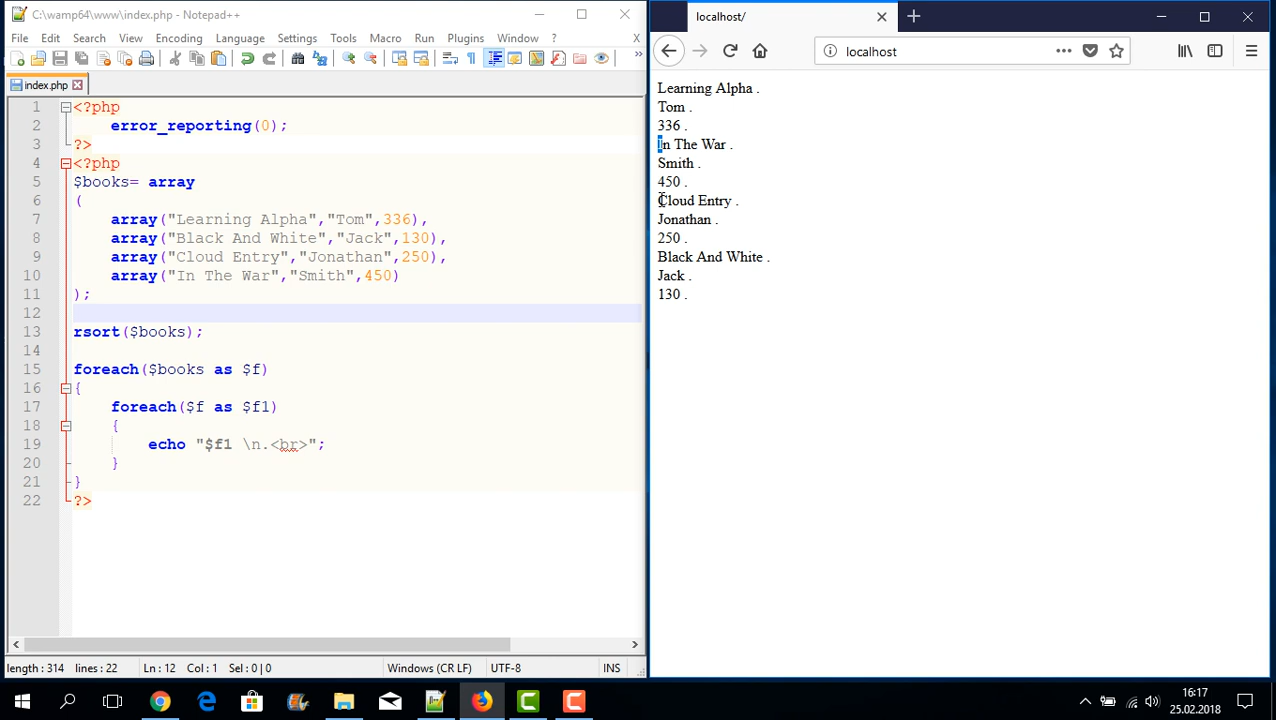 C:\wamp64\www\index.php - Notepad++
File Edit Search View Encoding Language Settings Tools Macro Run Plugins Window ? X
index.php
1 <?php
2 error_reporting(0);
3 ?>
4 <?php
5 $books= array
6 (
7 array("Learning Alpha","Tom",336),
8 array("Black And White","Jack",130),
9 array("Cloud Entry","Jonathan",250),
10 array("In The War","Smith",450)
11 );
12
13 rsort($books);
14
15 foreach($books as $f)
16 {
17 foreach($f as $f1)
18 {
19 echo "$f1 \n.<br>";
20 }
21 }
22 ?>
length : 314 lines : 22 Ln : 12 Col : 1 Sel : 0 | 0 Windows (CR LF) UTF-8 INS
localhost/
localhost
Learning Alpha .
Tom .
336 .
In The War .
Smith .
450 .
Cloud Entry .
Jonathan .
250 .
Black And White .
Jack .
130 .
16:17
25.02.2018